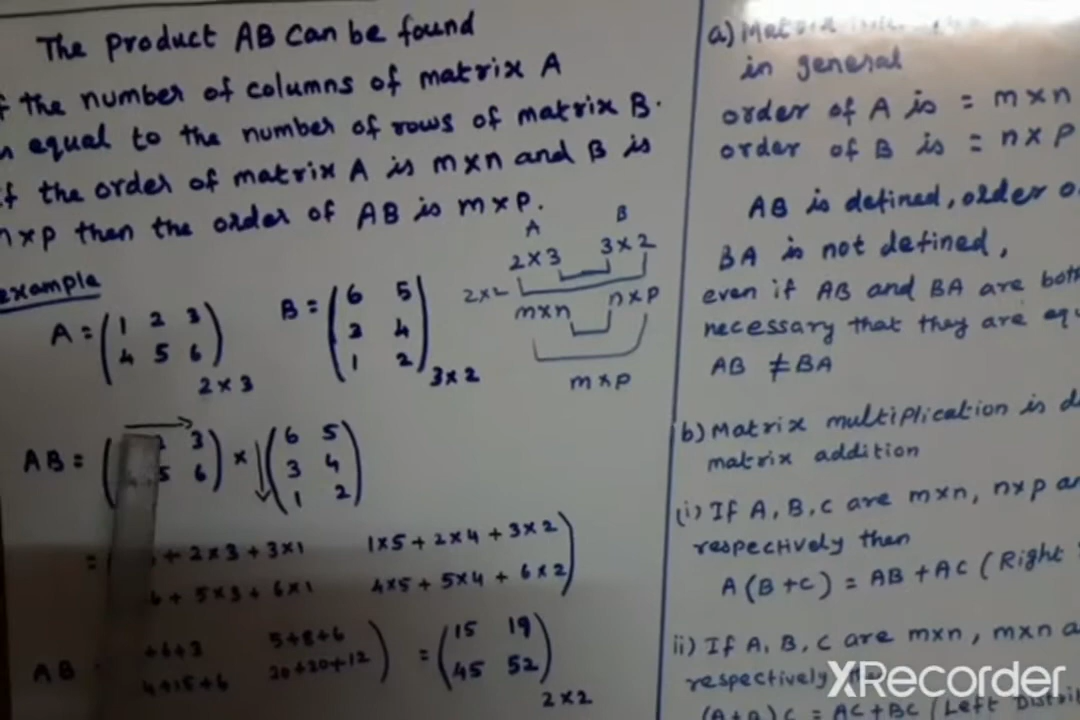 The product AB can be found
f the number of columns of matrix A
equal to the number of rows of matrix B.
f the order of matrix A is m×n and B is
n×p then the order of AB is m×p.
example
A = (1 2 3
4 5 6)
2×3
B = (6 5
3 4
1 2)
3×2
A B
2×3 3×2
2×2
m×n n×p
m×p
AB = ( 3
5 6) × (6 5
3 4
1 2)
= + 2×3 + 3×1 1×5 + 2×4 + 3×2
+ 5×3 + 6×1 4×5 + 5×4 + 6×2)
AB +6+3 5+8+6
+15+6 20+20+12) = (15 19
45 52)
2×2
a)
in general
order of A is = m×n
order of B is = n×p
AB is defined, order
BA is not defined,
even if AB and BA are both
necessary that they are equ
AB ≠ BA
b) Matrix multiplication is
matrix addition
(i) If A, B, C are m×n, n×p
respectively then
A(B+C) = AB + AC (Right
ii) If A, B, C are m×n, m×n
respectively
C = AC + BC (Left Distri
XRecorder